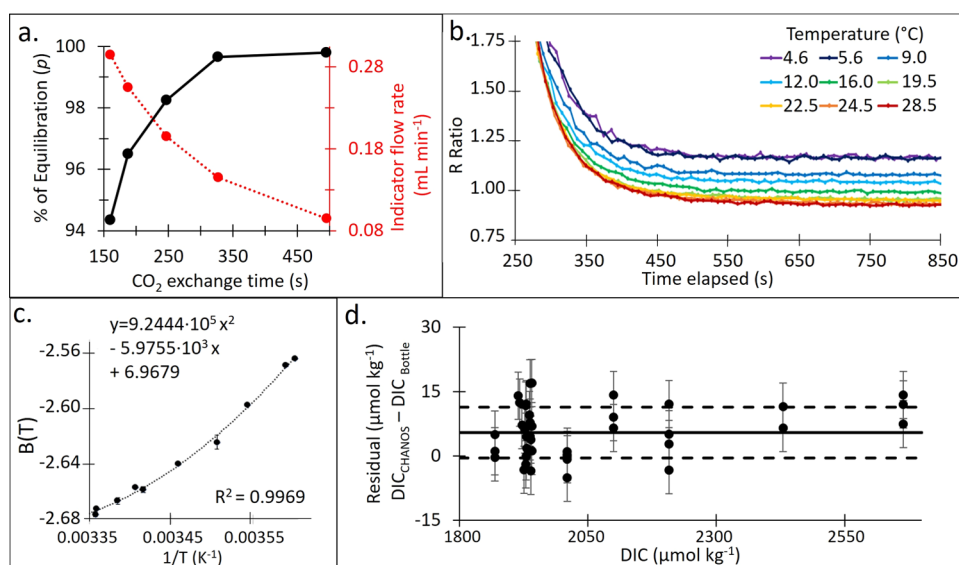 a.
100
98
96
94
% of Equilibration (p)
0.28
0.18
0.08
Indicator flow rate
(mL min⁻¹)
150
250
350
450
CO₂ exchange time (s)
b.
1.75
1.50
1.25
1.00
0.75
R Ratio
Temperature (°C)
4.6 5.6 9.0
12.0 16.0 19.5
22.5 24.5 28.5
250 350 450 550 650 750 850
Time elapsed (s)
c.
y=9.2444·10⁵ x²
- 5.9755·10³ x
+ 6.9679
-2.56
-2.60
-2.64
-2.68
B(T)
R² = 0.9969
0.00335 0.00345 0.00355
1/T (K⁻¹)
d.
30
15
0
-15
Residual (μmol kg⁻¹)
DIC CHANOS – DIC Bottle
1800 2050 2300 2550
DIC (μmol kg⁻¹)